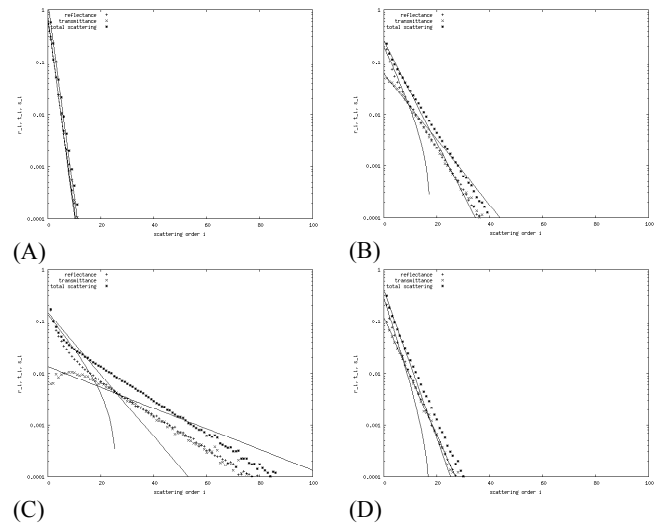 reflectance +
transmittance ×
total scattering ■
1
0.1
0.01
0.001
0.0001
r_i, t_i, s_i
0 20 40 60 80 100
scattering order i
(A)
reflectance +
transmittance ×
total scattering ■
1
0.1
0.01
0.001
0.0001
r_i, t_i, s_i
0 20 40 60 80 100
scattering order i
(B)
reflectance +
transmittance ×
total scattering ■
1
0.1
0.01
0.001
0.0001
r_i, t_i, s_i
0 20 40 60 80 100
scattering order i
(C)
reflectance +
transmittance ×
total scattering ■
1
0.1
0.01
0.001
0.0001
r_i, t_i, s_i
0 20 40 60 80 100
scattering order i
(D)